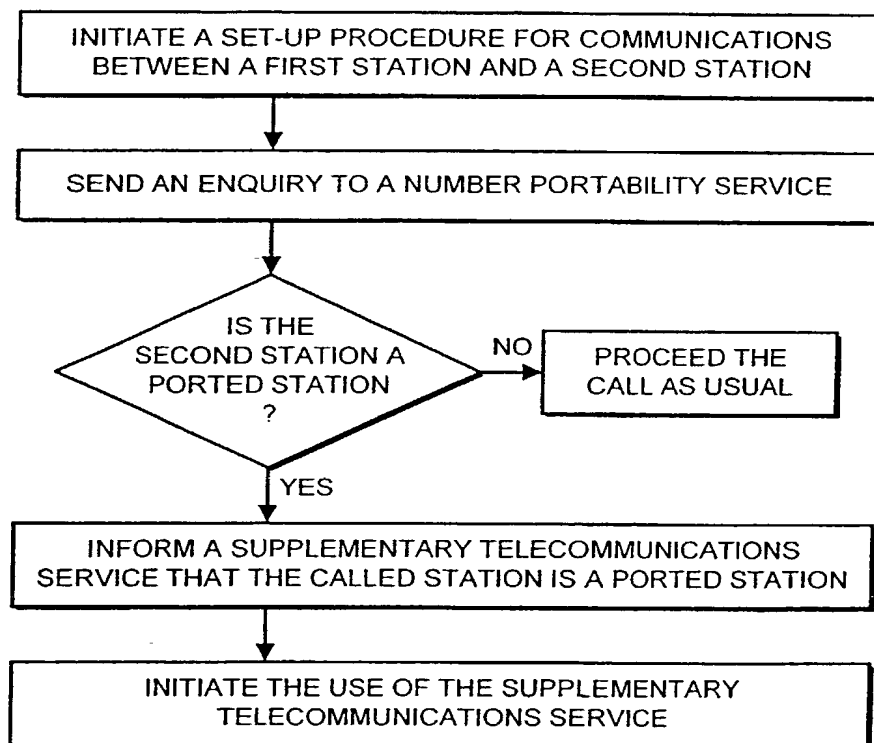 INITIATE A SET-UP PROCEDURE FOR COMMUNICATIONS
BETWEEN A FIRST STATION AND A SECOND STATION
SEND AN ENQUIRY TO A NUMBER PORTABILITY SERVICE
IS THE
SECOND STATION A
PORTED STATION
?
NO
PROCEED THE
CALL AS USUAL
YES
INFORM A SUPPLEMENTARY TELECOMMUNICATIONS
SERVICE THAT THE CALLED STATION IS A PORTED STATION
INITIATE THE USE OF THE SUPPLEMENTARY
TELECOMMUNICATIONS SERVICE